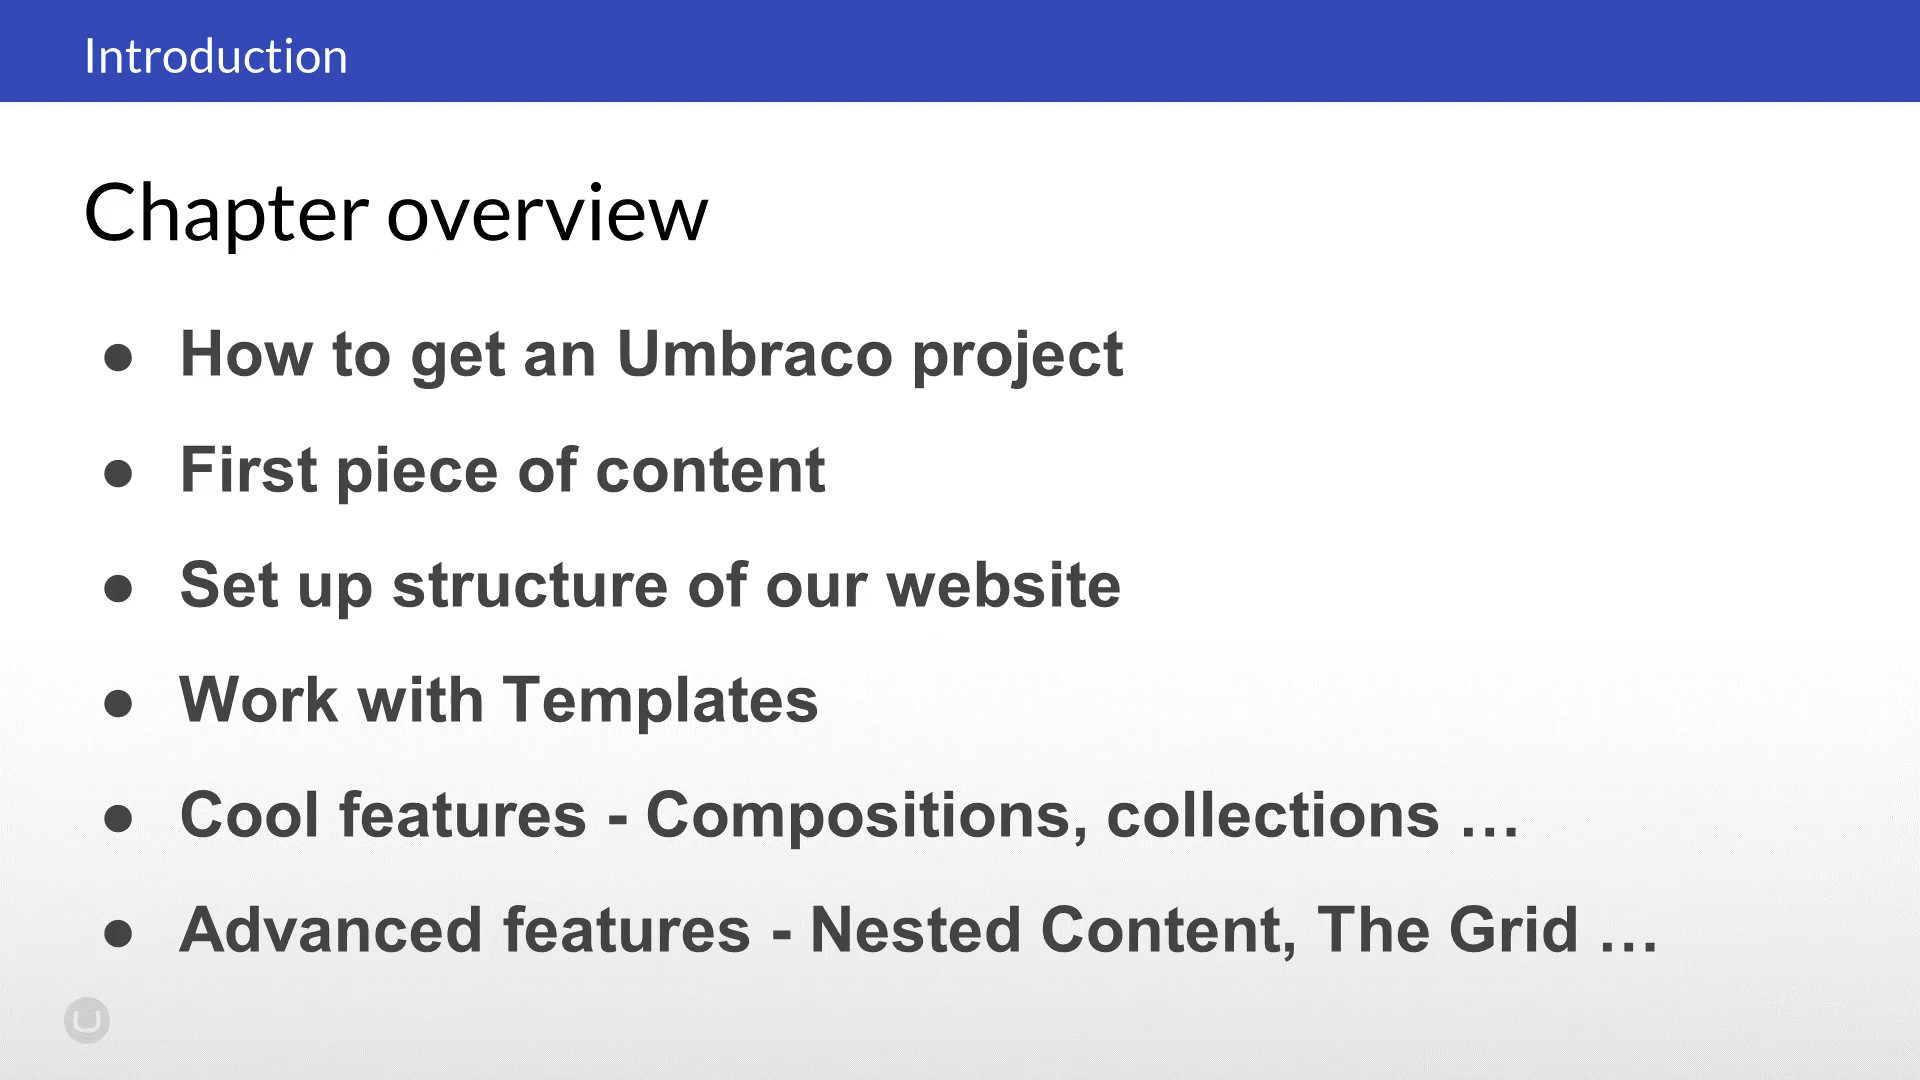 Introduction
Chapter overview
● How to get an Umbraco project
● First piece of content
● Set up structure of our website
● Work with Templates
● Cool features - Compositions, collections …
● Advanced features - Nested Content, The Grid …